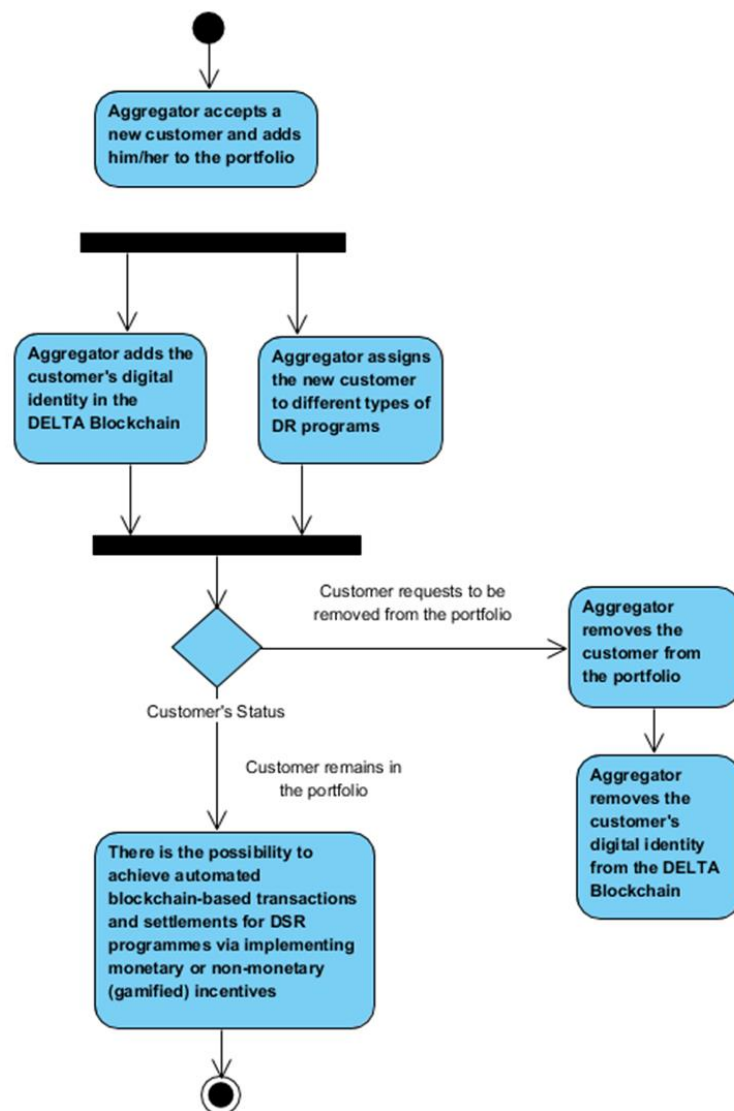 Aggregator accepts a
new customer and adds
him/her to the portfolio
Aggregator adds the
customer's digital
identity in the
DELTA Blockchain
Aggregator assigns
the new customer
to different types of
DR programs
Customer requests to be
removed from the portfolio
Aggregator
removes the
customer from
the portfolio
Customer's Status
Customer remains in
the portfolio
Aggregator
removes the
customer's
digital identity
from the DELTA
Blockchain
There is the possibility to
achieve automated
blockchain-based transactions
and settlements for DSR
programmes via implementing
monetary or non-monetary
(gamified) incentives